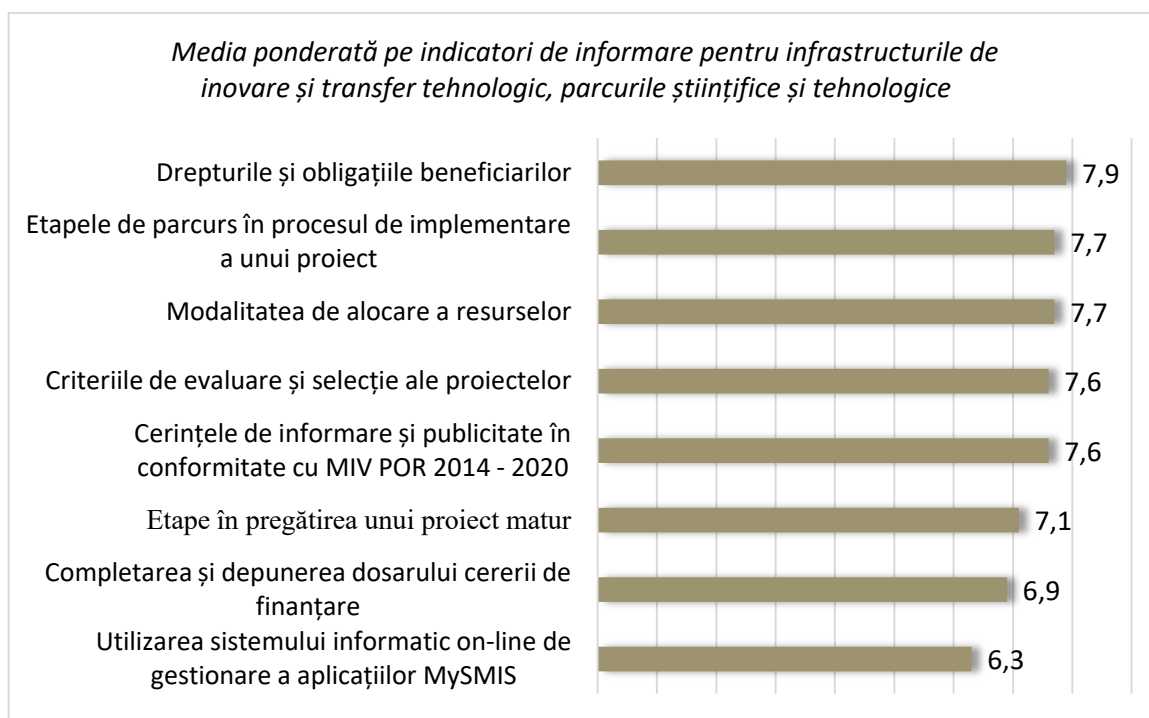 Media ponderată pe indicatori de informare pentru infrastructurile de
inovare și transfer tehnologic, parcurile științifice și tehnologice
Drepturile și obligațiile beneficiarilor
7,9
Etapele de parcurs în procesul de implementare
a unui proiect
7,7
Modalitatea de alocare a resurselor
7,7
Criteriile de evaluare și selecție ale proiectelor
7,6
Cerințele de informare și publicitate în
conformitate cu MIV POR 2014 - 2020
7,6
Etape în pregătirea unui proiect matur
7,1
Completarea și depunerea dosarului cererii de
finanțare
6,9
Utilizarea sistemului informatic on-line de
gestionare a aplicațiilor MySMIS
6,3